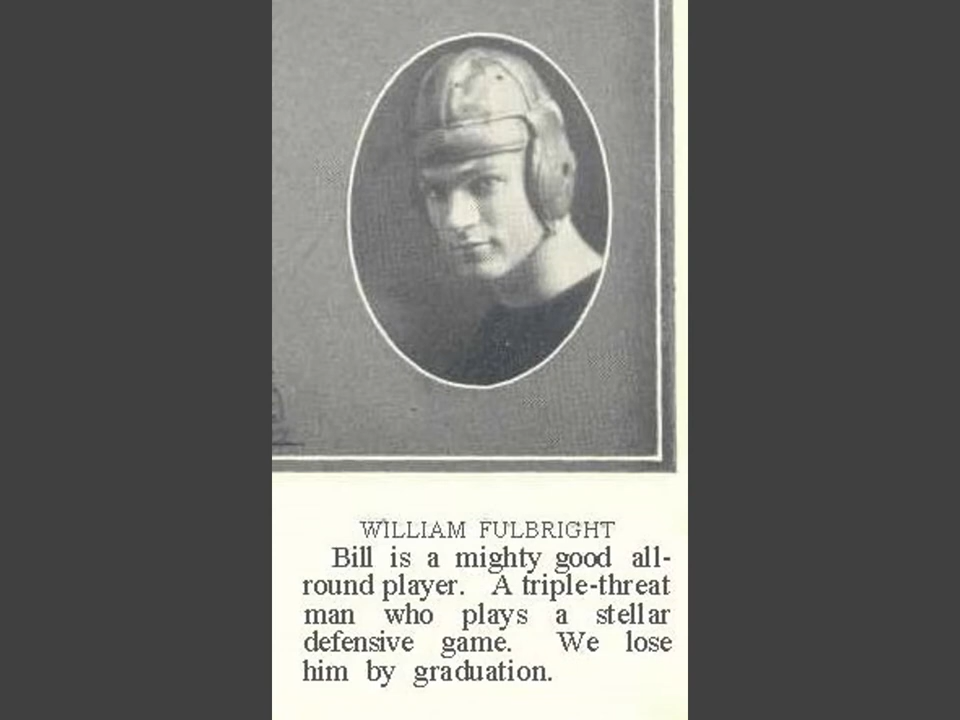 WILLIAM FULBRIGHT
Bill is a mighty good all-
round player. A triple-threat
man who plays a stellar
defensive game. We lose
him by graduation.